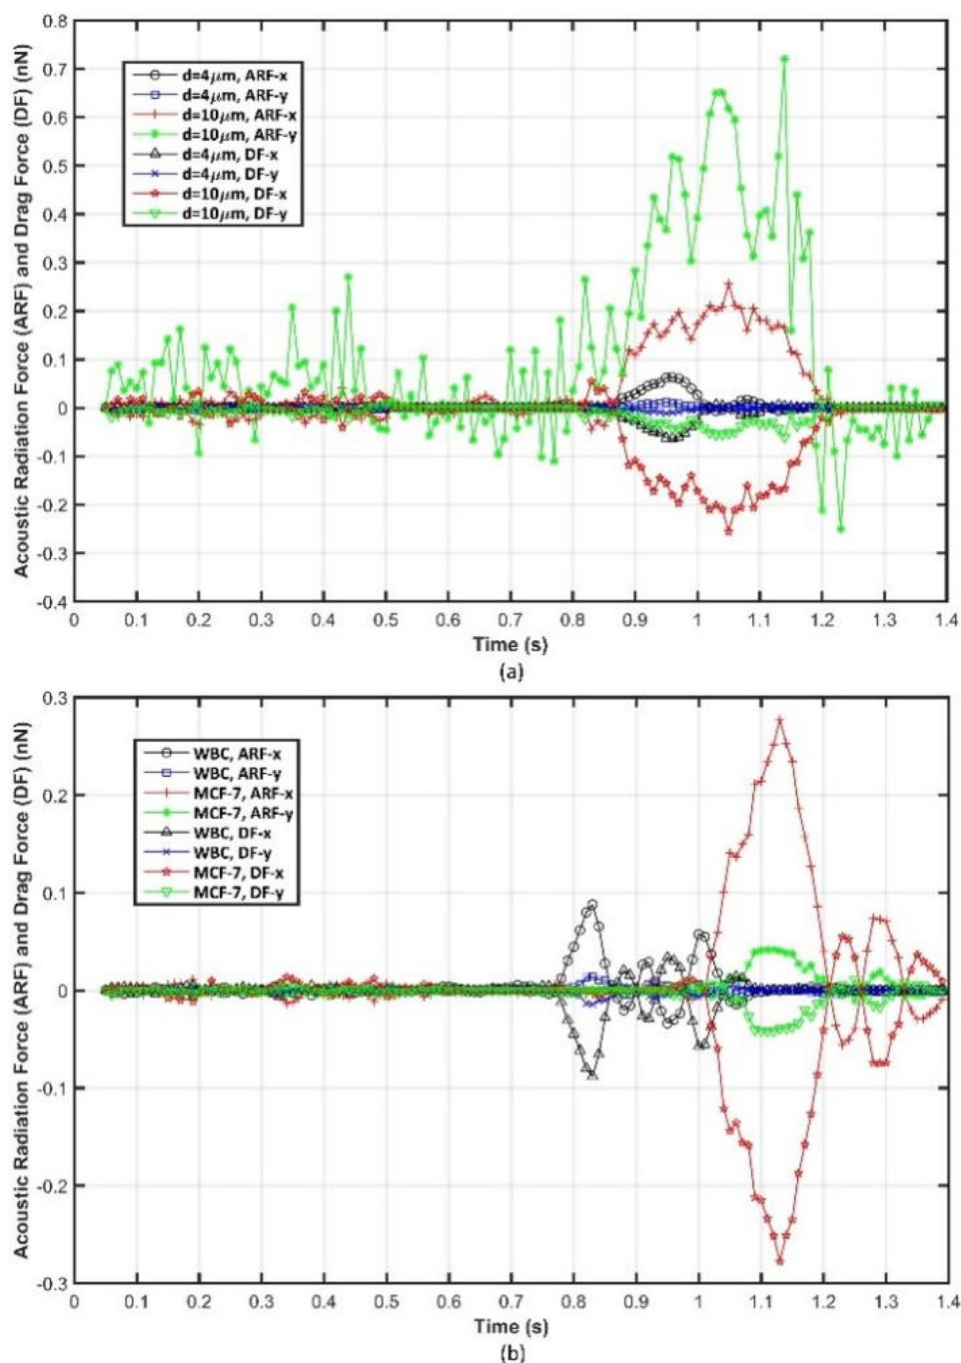 Acoustic Radiation Force (ARF) and Drag Force (DF) (nN)
0.8
0.7
0.6
0.5
0.4
0.3
0.2
0.1
0
-0.1
-0.2
-0.3
-0.4
d=4μm, ARF-x
d=4μm, ARF-y
d=10μm, ARF-x
d=10μm, ARF-y
d=4μm, DF-x
d=4μm, DF-y
d=10μm, DF-x
d=10μm, DF-y
0 0.1 0.2 0.3 0.4 0.5 0.6 0.7 0.8 0.9 1 1.1 1.2 1.3 1.4
Time (s)
(a)
Acoustic Radiation Force (ARF) and Drag Force (DF) (nN)
0.3
0.2
0.1
0
-0.1
-0.2
-0.3
WBC, ARF-x
WBC, ARF-y
MCF-7, ARF-x
MCF-7, ARF-y
WBC, DF-x
WBC, DF-y
MCF-7, DF-x
MCF-7, DF-y
0 0.1 0.2 0.3 0.4 0.5 0.6 0.7 0.8 0.9 1 1.1 1.2 1.3 1.4
Time (s)
(b)